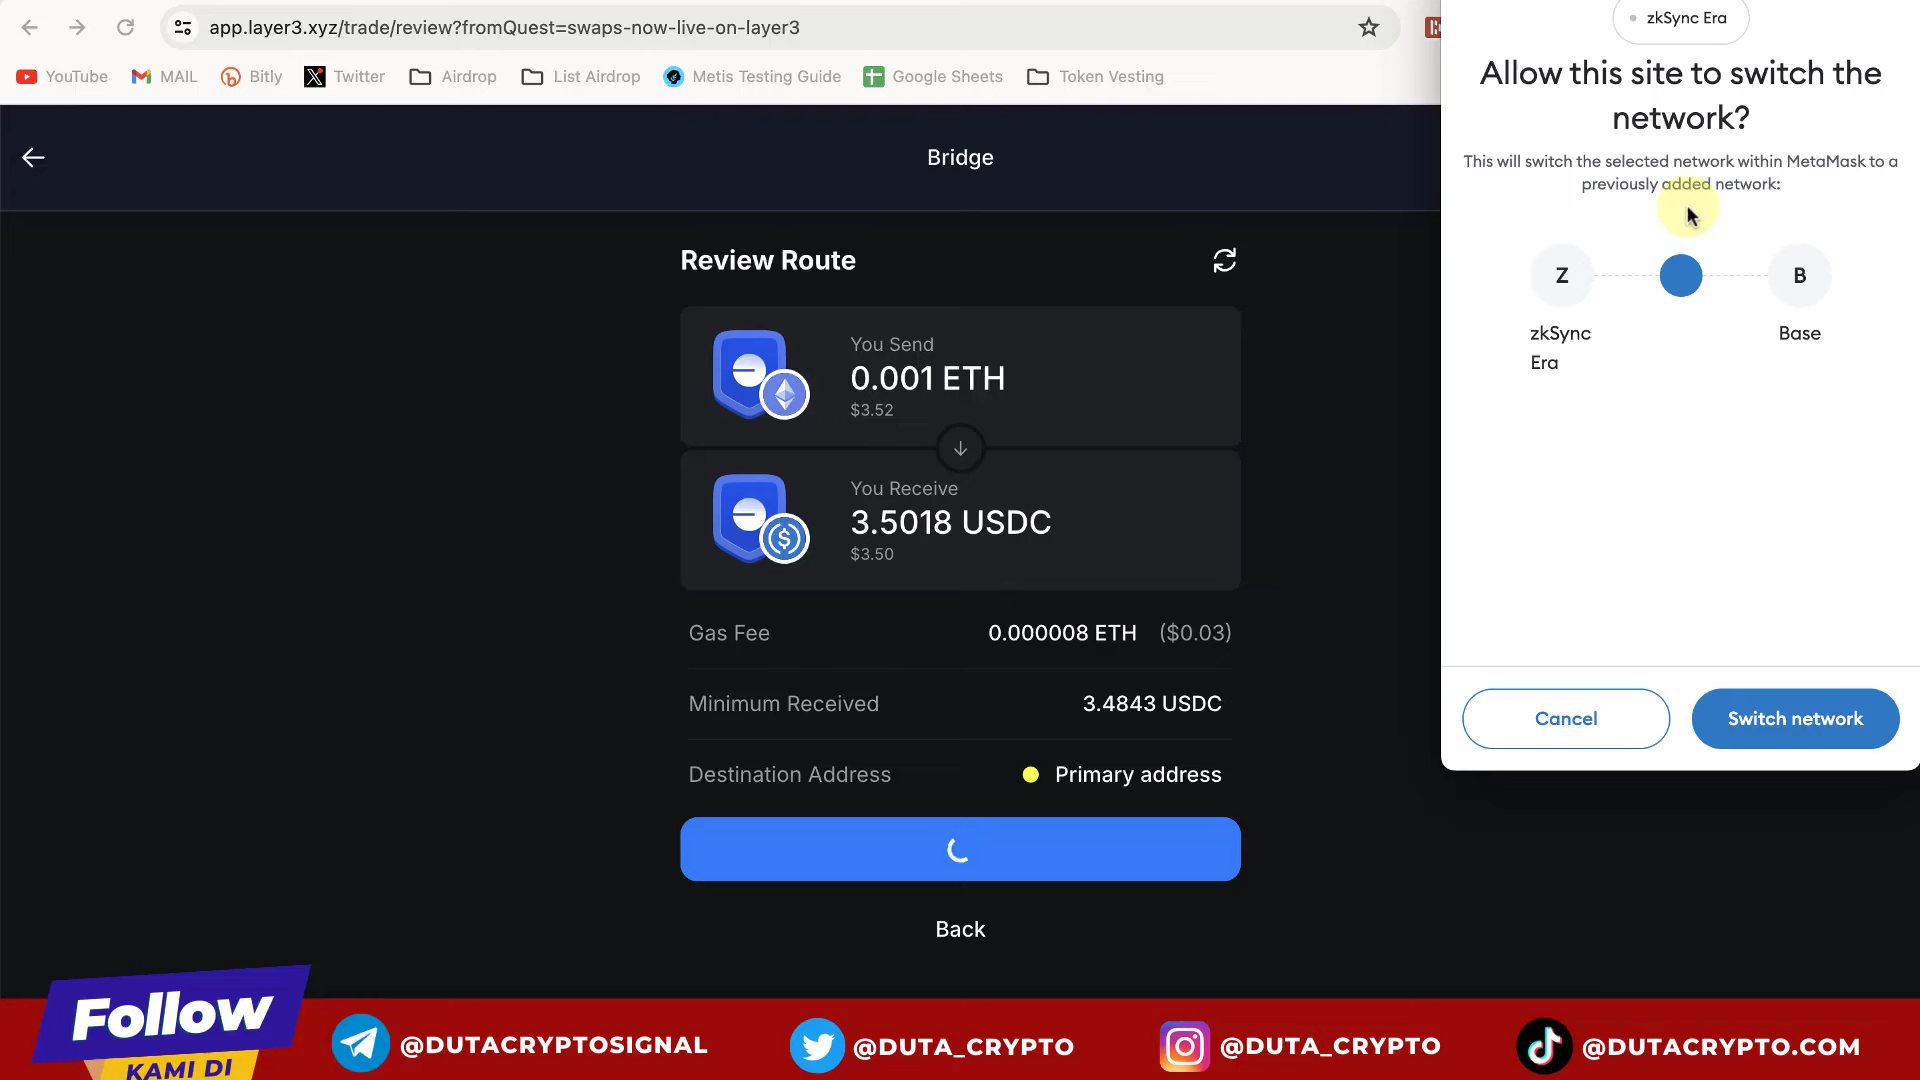 app.layer3.xyz/trade/review?fromQuest=swaps-now-live-on-layer3
YouTube
MAIL
Bitly
Twitter
Airdrop
List Airdrop
Metis Testing Guide
Google Sheets
Token Vesting
Bridge
Review Route
You Send
0.001 ETH
$3.52
You Receive
3.5018 USDC
$3.50
Gas Fee
0.000008 ETH ($0.03)
Minimum Received
3.4843 USDC
Destination Address
Primary address
Back
zkSync Era
Allow this site to switch the
network?
This will switch the selected network within MetaMask to a
previously added network:
Z
B
zkSync
Era
Base
Cancel
Switch network
Follow
KAMI DI
@DUTACRYPTOSIGNAL
@DUTA_CRYPTO
@DUTA_CRYPTO
@DUTACRYPTO.COM